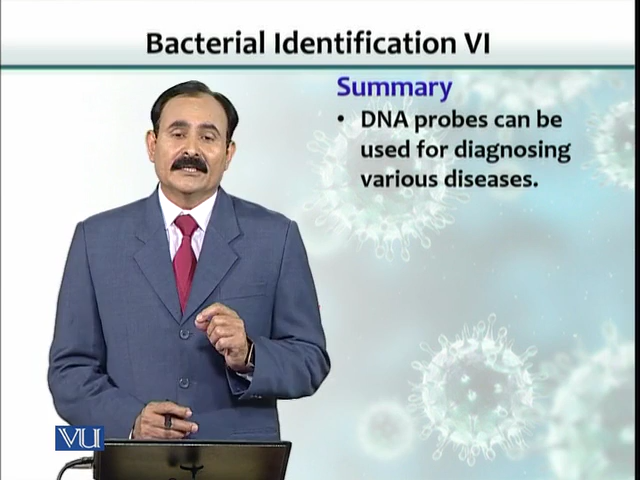 Bacterial Identification VI
Summary
• DNA probes can be
used for diagnosing
various diseases.
VU